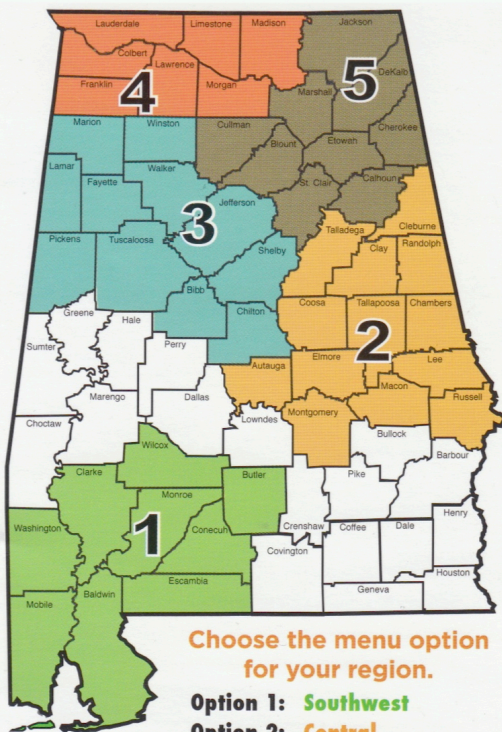 Lauderdale Limestone Madison Jackson
Colbert
Lawrence
Franklin 4 Morgan Marshall 5 DeKalb
Marion Winston Cullman Cherokee
Blount Etowah
Lamar Walker
Fayette Jefferson St. Clair Calhoun
3 Talladega Cleburne
Pickens Tuscaloosa Shelby Clay Randolph
Bibb
Greene Hale Chilton Coosa Tallapoosa Chambers
Sumter Perry Elmore 2 Lee
Autauga Macon
Marengo Dallas Montgomery Russell
Choctaw Lowndes Bullock
Wilcox Barbour
Clarke Butler Pike
Monroe
Washington 1 Conecuh Crenshaw Coffee Dale Henry
Covington
Escambia Houston
Mobile Baldwin Geneva
Choose the menu option
for your region.
Option 1: Southwest
Option 2: Central